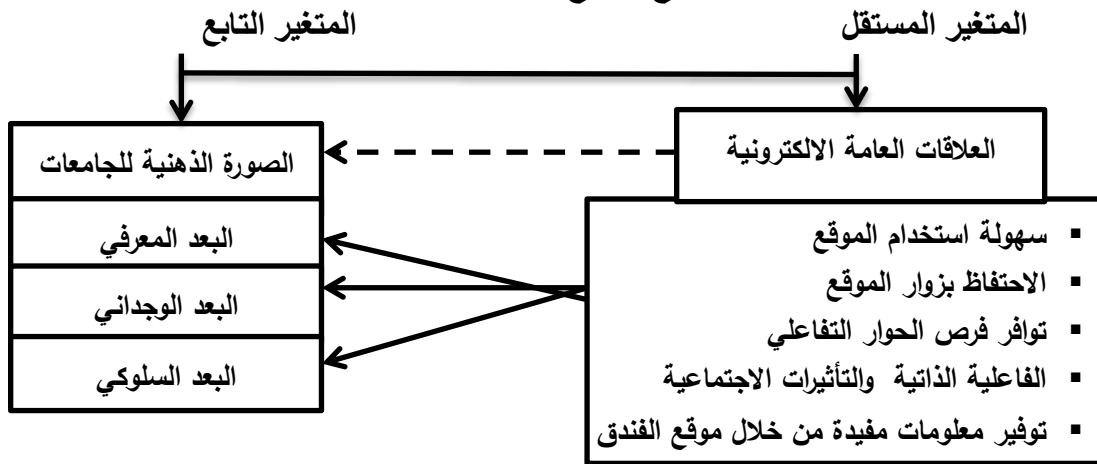 المتغير المستقل
المتغير التابع
العلاقات العامة الالكترونية
▪ سهولة استخدام الموقع
▪ الاحتفاظ بزوار الموقع
▪ توافر فرص الحوار التفاعلي
▪ الفاعلية الذاتية والتأثيرات الاجتماعية
▪ توفير معلومات مفيدة من خلال موقع الفندق
الصورة الذهنية للجامعات
البعد المعرفي
البعد الوجداني
البعد السلوكي